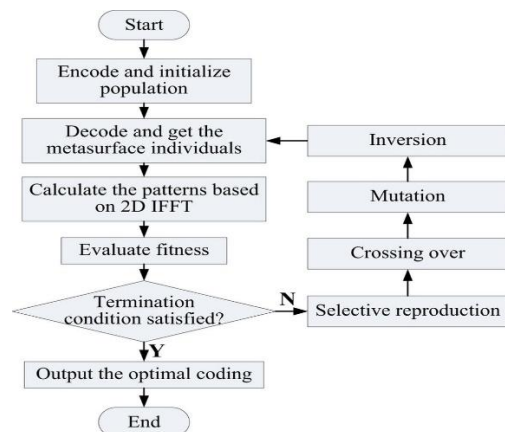 Start
Encode and initialize
population
Decode and get the
metasurface individuals
Calculate the patterns based
on 2D IFFT
Evaluate fitness
Termination
condition satisfied?
N
Y
Output the optimal coding
End
Inversion
Mutation
Crossing over
Selective reproduction